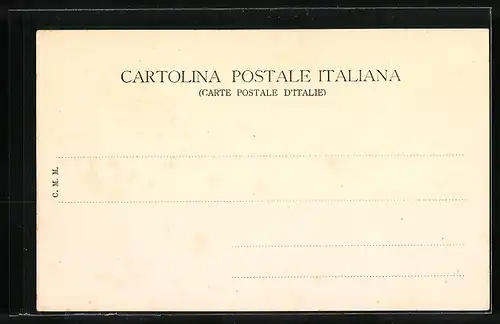 CARTOLINA POSTALE ITALIANA
(CARTE POSTALE D'ITALIE)
C. M. M.